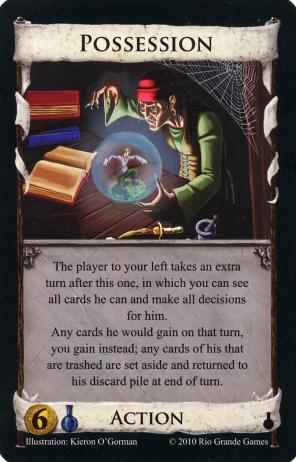 POSSESSION
The player to your left takes an extra
turn after this one, in which you can see
all cards he can and make all decisions
for him.
Any cards he would gain on that turn,
you gain instead; any cards of his that
are trashed are set aside and returned to
his discard pile at end of turn.
6 ACTION
Illustration: Kieron O'Gorman © 2010 Rio Grande Games